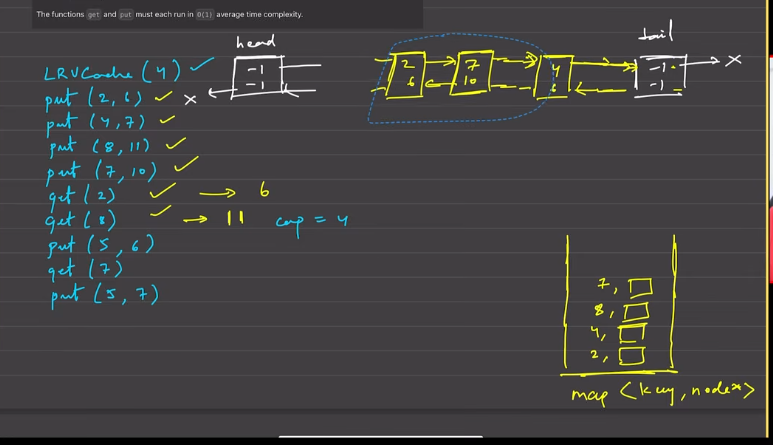 The functions get and put must each run in O(1) average time complexity.
head
tail
LRUCache (4) ✓
-1
-1
x
2
6
7
10
4
6
-1
-1
x
put (2, 6) ✓
put (4, 7) ✓
put (8, 11) ✓
put (7, 10) ✓
get (2) ✓ → 6
get (8) ✓ → 11
cap = 4
put (5, 6)
get (7)
put (5, 7)
7,
8,
4,
2,
map <key, node*>